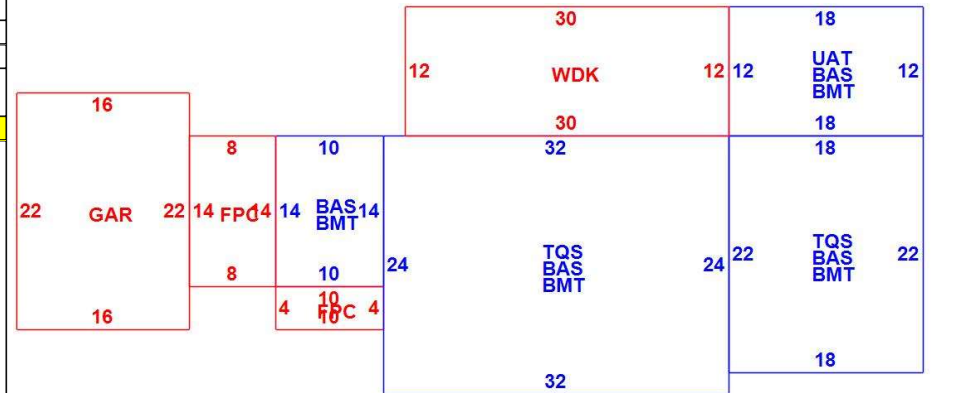 30
12 WDK 12
30
18
12 UAT 12
BAS
BMT
18
16
22 GAR 22
16
8
14 FPC 14
8
10
14 BAS 14
BMT
10
10
4 FPC 4
10
32
24 TQS 24
BAS
BMT
32
18
22 TQS 22
BAS
BMT
18